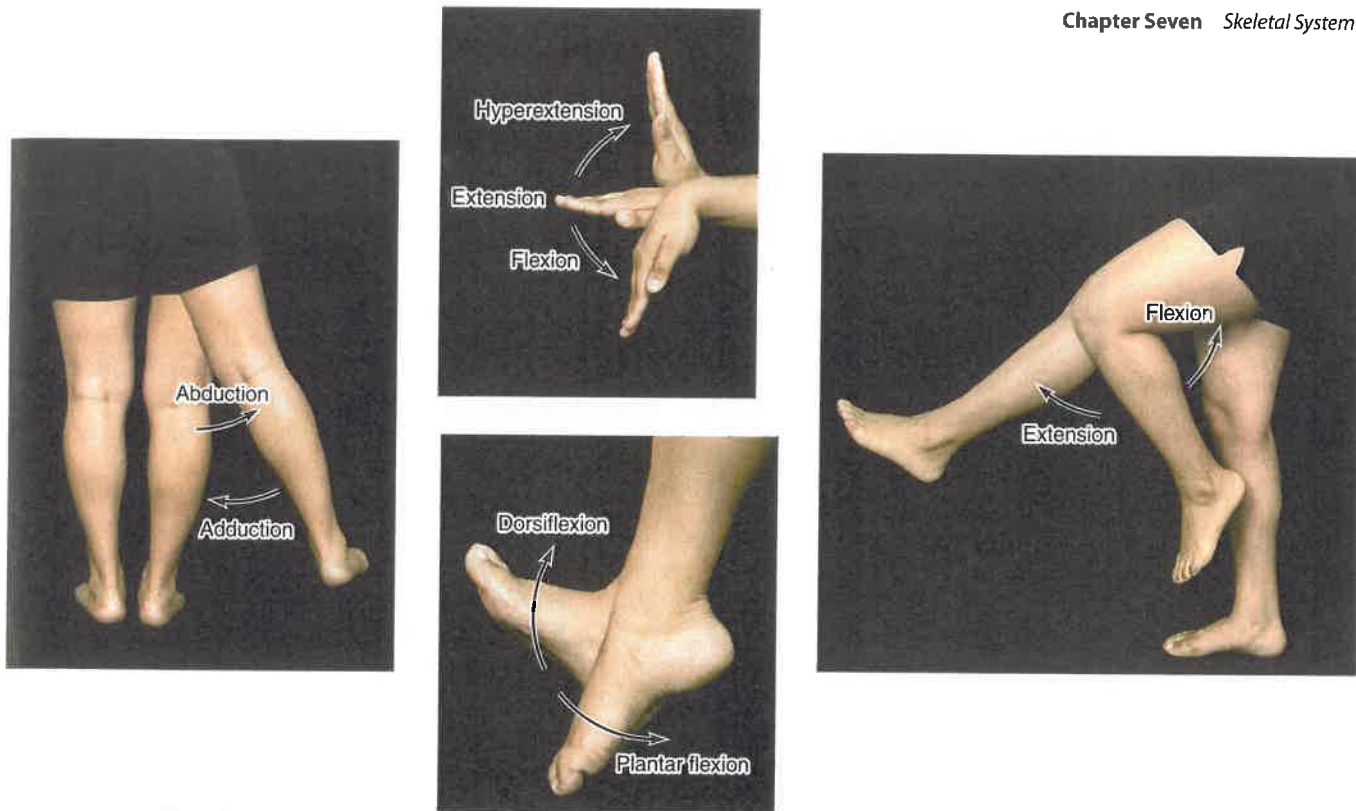 Chapter Seven Skeletal System
Hyperextension
Extension
Flexion
Abduction
Adduction
Dorsiflexion
Plantar flexion
Flexion
Extension